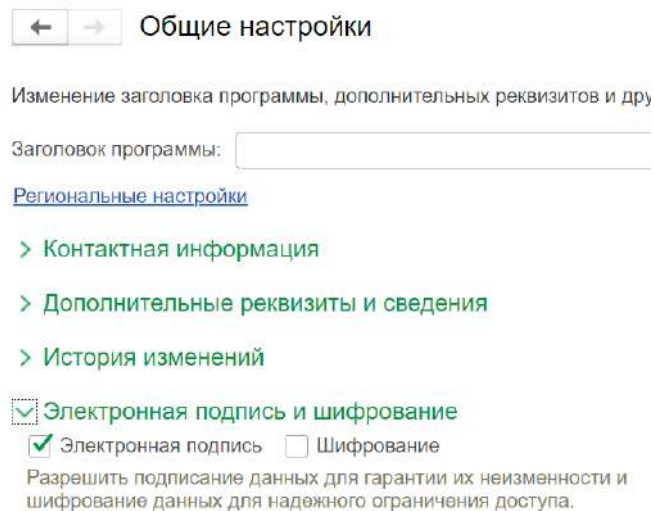 Общие настройки
Изменение заголовка программы, дополнительных реквизитов и дру
Заголовок программы:
Региональные настройки
Контактная информация
Дополнительные реквизиты и сведения
История изменений
Электронная подпись и шифрование
Электронная подпись Шифрование
Разрешить подписание данных для гарантии их неизменности и
шифрование данных для надежного ограничения доступа.